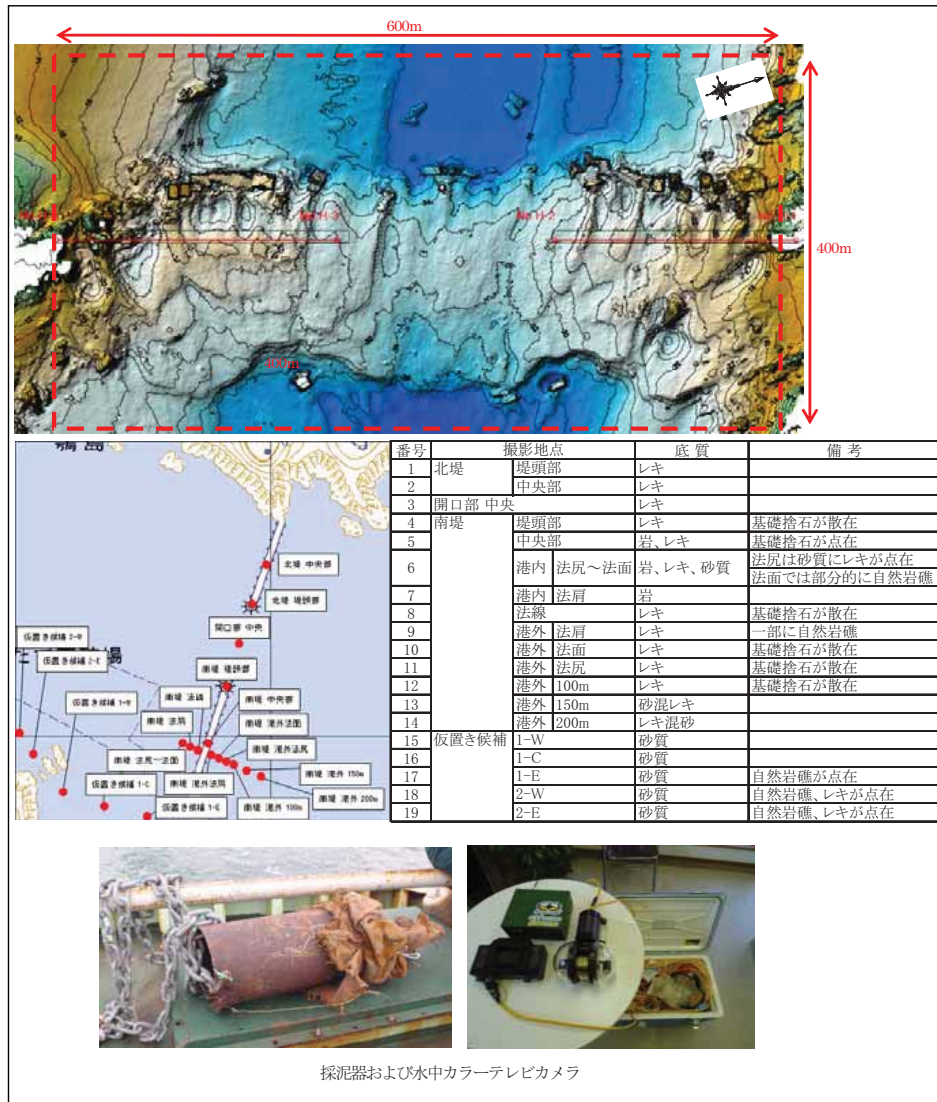 600m
400m
No.H-3
No.H-2
400m
北堤 中央部
北堤 堤頭部
開口部 中央
仮置き候補 2-W
仮置き候補 2-E
南堤 堤頭部
仮置き候補 1-W
南堤 法線
南堤 中央部
南堤 法肩
南堤 港外法面
南堤 港外法尻
南堤 法尻～法面
南堤 港外 150m
仮置き候補 1-C
南堤 港外法肩
南堤 港外 200m
仮置き候補 1-E
南堤 港外 100m
番号 撮影地点 底質 備考
1 北堤 堤頭部 レキ
2 中央部 レキ
3 開口部 中央 レキ
4 南堤 堤頭部 レキ 基礎捨石が散在
5 中央部 岩、レキ 基礎捨石が点在
6 港内 法尻～法面 岩、レキ、砂質 法尻は砂質にレキが点在
法面では部分的に自然岩礁
7 港内 法肩 岩
8 法線 レキ 基礎捨石が散在
9 港外 法肩 レキ 一部に自然岩礁
10 港外 法面 レキ 基礎捨石が散在
11 港外 法尻 レキ 基礎捨石が散在
12 港外 100m レキ 基礎捨石が散在
13 港外 150m 砂混レキ
14 港外 200m レキ混砂
15 仮置き候補 1-W 砂質
16 1-C 砂質
17 1-E 砂質 自然岩礁が点在
18 2-W 砂質 自然岩礁、レキが点在
19 2-E 砂質 自然岩礁、レキが点在
採泥器および水中カラーテレビカメラ